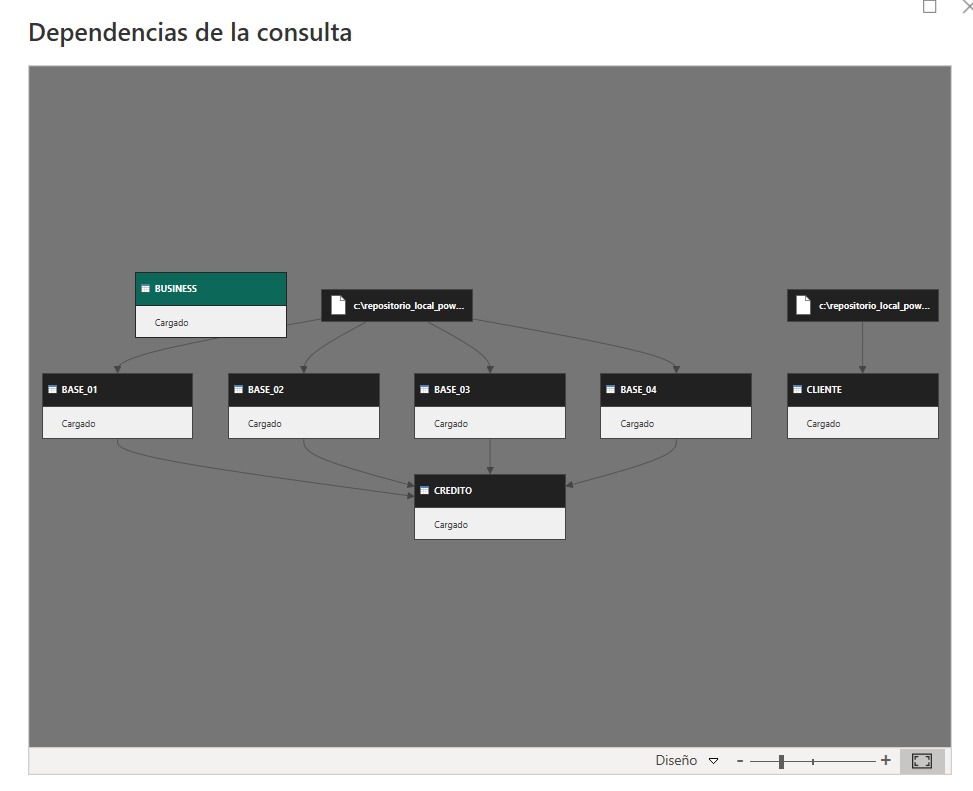 Dependencias de la consulta
BUSINESS
Cargado
c:\repositorio_local_pow...
c:\repositorio_local_pow...
BASE_01
Cargado
BASE_02
Cargado
BASE_03
Cargado
BASE_04
Cargado
CLIENTE
Cargado
CREDITO
Cargado
Diseño